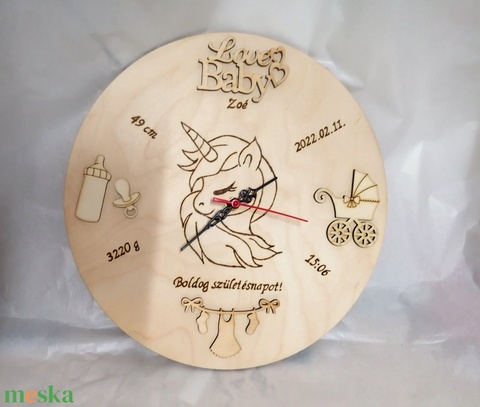 Love
Baby
Zoé
49 cm
2022.02.11.
3220 g
15:06
Boldog születésnapot!
meska